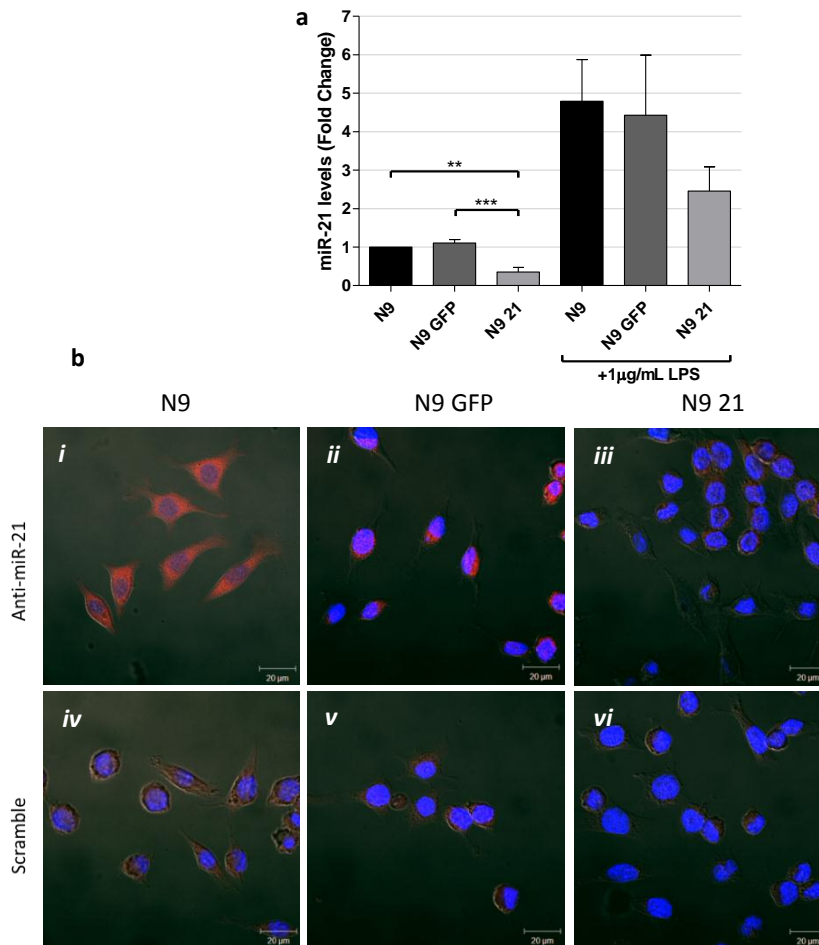 a
miR-21 levels (Fold Change)
7
6
5
4
3
2
1
0
**
***
N9
N9 GFP
N9 21
N9
N9 GFP
N9 21
+1μg/mL LPS
b
N9
N9 GFP
N9 21
Anti-miR-21
i
20 μm
ii
20 μm
iii
20 μm
Scramble
iv
20 μm
v
20 μm
vi
20 μm